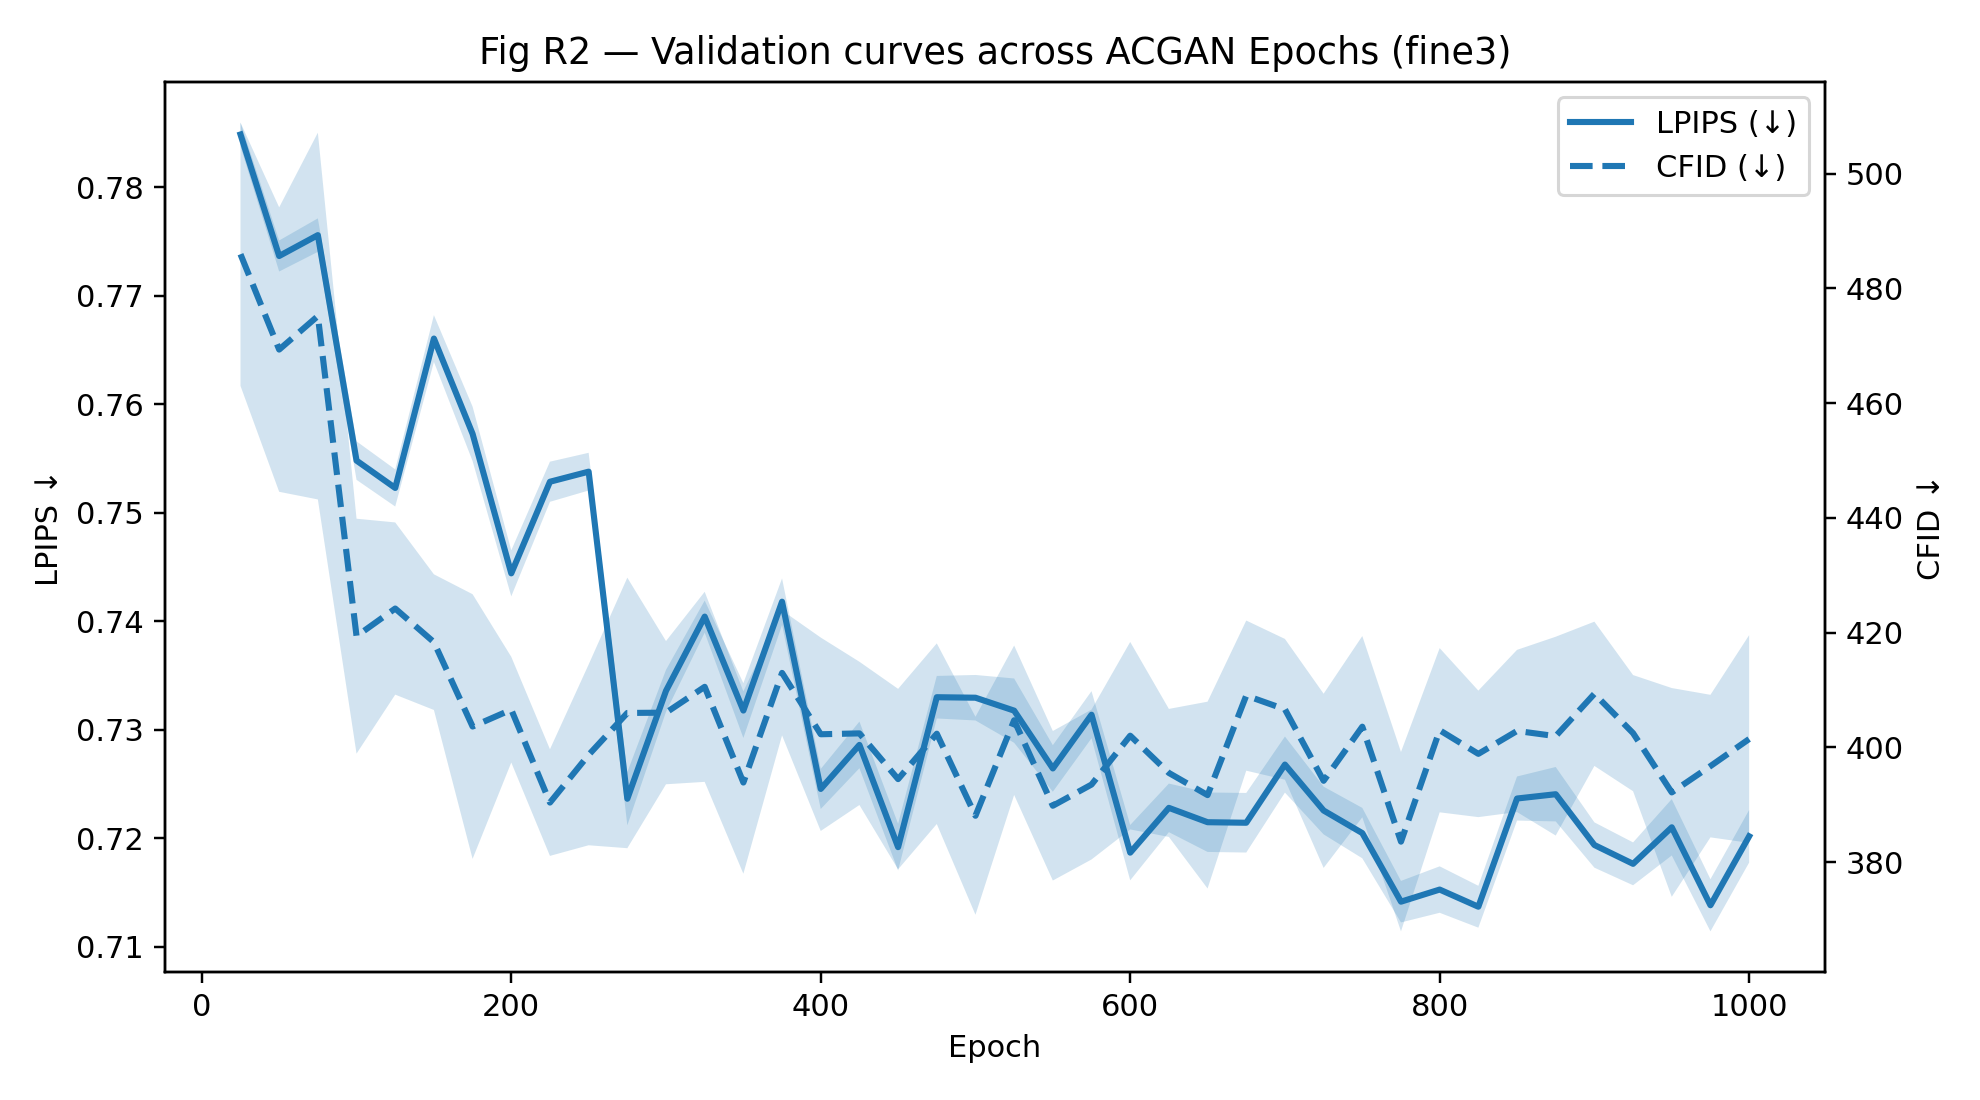 Fig R2 — Validation curves across ACGAN Epochs (fine3)
LPIPS (↓)
CFID (↓)
LPIPS ↓
0.78
0.77
0.76
0.75
0.74
0.73
0.72
0.71
500
480
460
440
420
400
380
CFID ↓
0 200 400 600 800 1000
Epoch